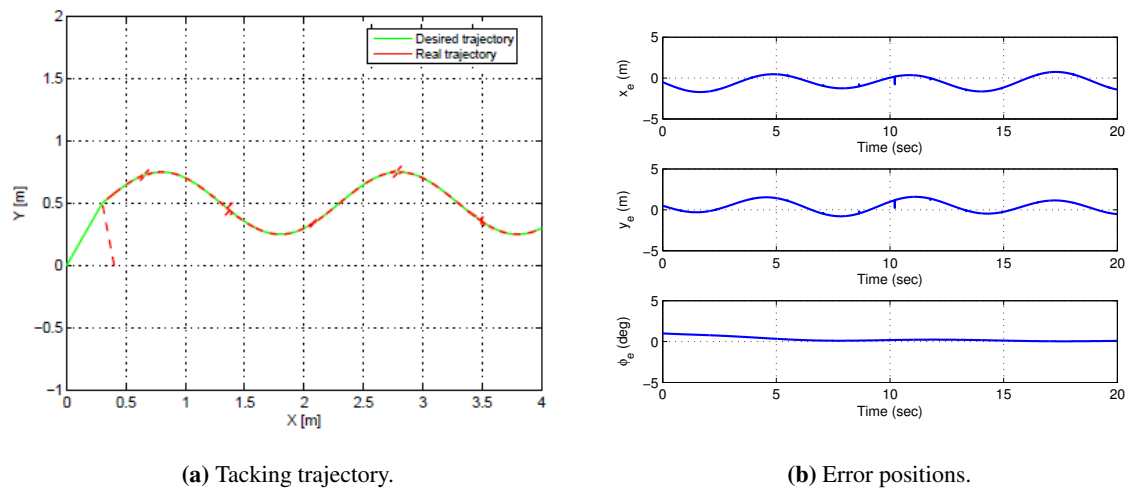 2
1.5
1
0.5
0
−0.5
−1
Y [m]
Desired trajectory
Real trajectory
0 0.5 1 1.5 2 2.5 3 3.5 4
X [m]
(a) Tacking trajectory.
5
0
−5
x_e (m)
0 5 10 15 20
Time (sec)
5
0
−5
y_e (m)
0 5 10 15 20
Time (sec)
5
0
−5
ϕ_e (deg)
0 5 10 15 20
Time (sec)
(b) Error positions.